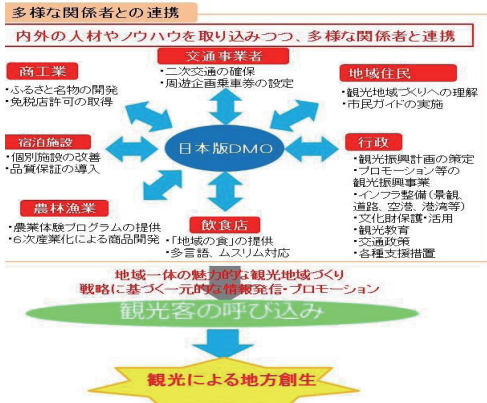 多様な関係者との連携
内外の人材やノウハウを取り込みつつ、多様な関係者と連携
交通事業者
・二次交通の確保
・周遊企画乗車券の設定
商工業
・ふるさと名物の開発
・免税店許可の取得
地域住民
・観光地域づくりへの理解
・市民ガイドの実施
宿泊施設
・個別施設の改善
・品質保証の導入
日本版DMO
行政
・観光振興計画の策定
・プロモーション等の
観光振興事業
・インフラ整備(景観、
道路、空港、港湾等)
・文化財保護・活用
・観光教育
・交通政策
・各種支援措置
農林漁業
・農業体験プログラムの提供
・6次産業化による商品開発
飲食店
・「地域の食」の提供
・多言語、ムスリム対応
地域一体の魅力的な観光地域づくり
戦略に基づく一元的な情報発信・プロモーション
観光客の呼び込み
観光による地方創生